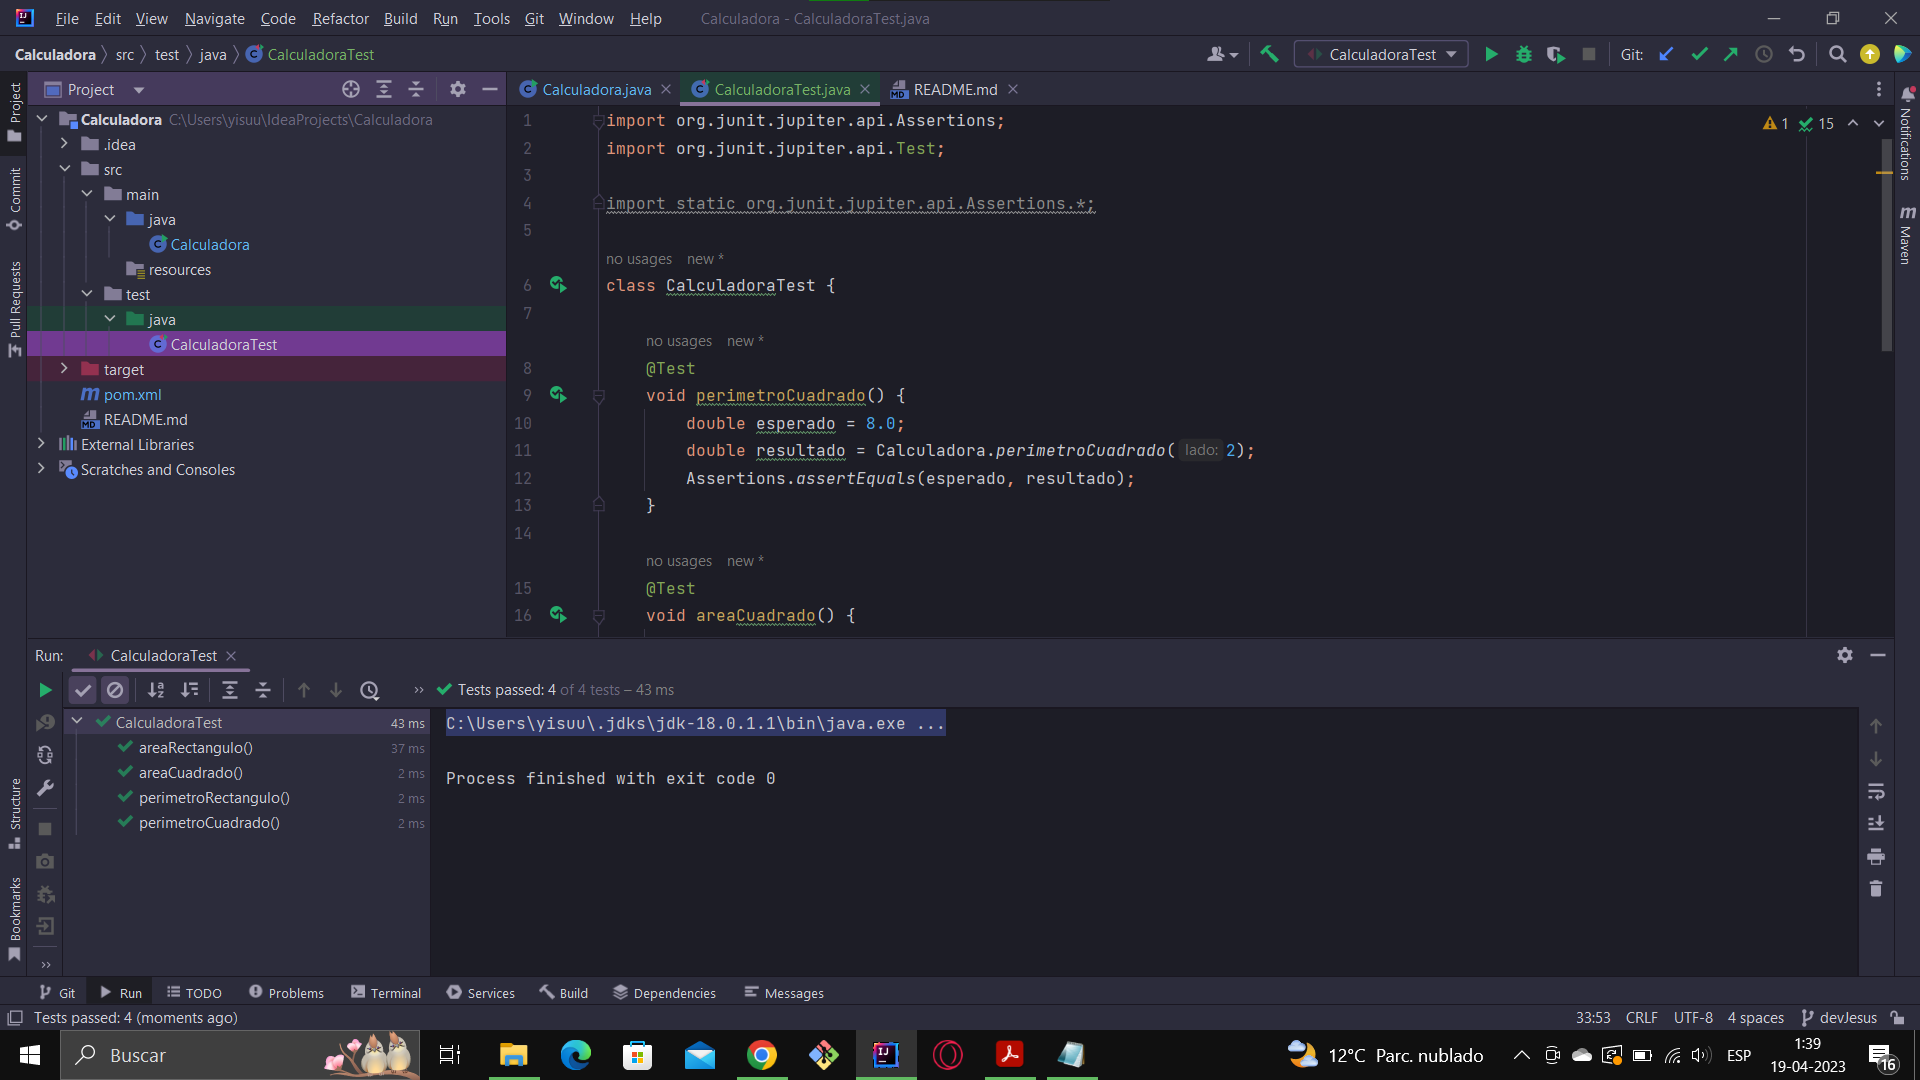 File Edit View Navigate Code Refactor Build Run Tools Git Window Help Calculadora - CalculadoraTest.java
Calculadora src test java CalculadoraTest CalculadoraTest Git:
Project
Calculadora.java CalculadoraTest.java README.md
Project
Commit
Pull Requests
Structure
Bookmarks
Notifications
Maven
Calculadora C:\Users\yisuu\IdeaProjects\Calculadora
.idea
src
main
java
Calculadora
resources
test
java
CalculadoraTest
target
pom.xml
README.md
External Libraries
Scratches and Consoles
1 15
1 import org.junit.jupiter.api.Assertions;
2 import org.junit.jupiter.api.Test;
3
4 import static org.junit.jupiter.api.Assertions.*;
5
no usages new *
6 class CalculadoraTest {
7
no usages new *
8 @Test
9 void perimetroCuadrado() {
10 double esperado = 8.0;
11 double resultado = Calculadora.perimetroCuadrado( lado: 2);
12 Assertions.assertEquals(esperado, resultado);
13 }
14
no usages new *
15 @Test
16 void areaCuadrado() {
Run: CalculadoraTest
Tests passed: 4 of 4 tests – 43 ms
CalculadoraTest 43 ms
areaRectangulo() 37 ms
areaCuadrado() 2 ms
perimetroRectangulo() 2 ms
perimetroCuadrado() 2 ms
C:\Users\yisuu\.jdks\jdk-18.0.1.1\bin\java.exe ...
Process finished with exit code 0
Git Run TODO Problems Terminal Services Build Dependencies Messages
Tests passed: 4 (moments ago) 33:53 CRLF UTF-8 4 spaces devJesus
Buscar 12°C Parc. nublado ESP 1:39
19-04-2023 16